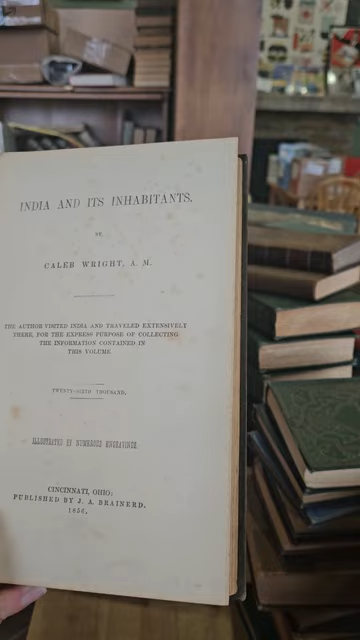 INDIA AND ITS INHABITANTS.
BY
CALEB WRIGHT, A. M.
THE AUTHOR VISITED INDIA AND TRAVELED EXTENSIVELY
THERE, FOR THE EXPRESS PURPOSE OF COLLECTING
THE INFORMATION CONTAINED IN
THIS VOLUME
TWENTY-SIXTH THOUSAND.
ILLUSTRATED BY NUMEROUS ENGRAVINGS.
CINCINNATI, OHIO:
PUBLISHED BY J. A. BRAINERD.
1856.